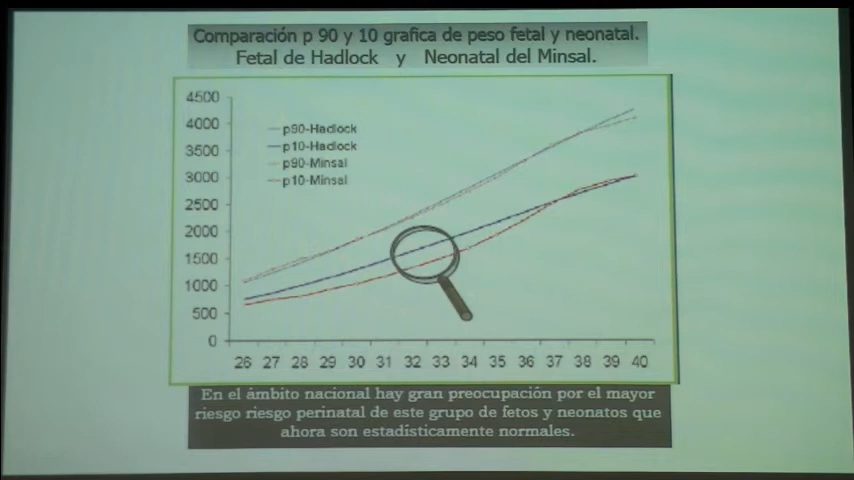 Comparación p 90 y 10 grafica de peso fetal y neonatal.
Fetal de Hadlock y Neonatal del Minsal.
4500
4000
3500
3000
2500
2000
1500
1000
500
0
p90-Hadlock
p10-Hadlock
p90-Minsal
p10-Minsal
26 27 28 29 30 31 32 33 34 35 36 37 38 39 40
En el ámbito nacional hay gran preocupación por el mayor
riesgo riesgo perinatal de este grupo de fetos y neonatos que
ahora son estadísticamente normales.